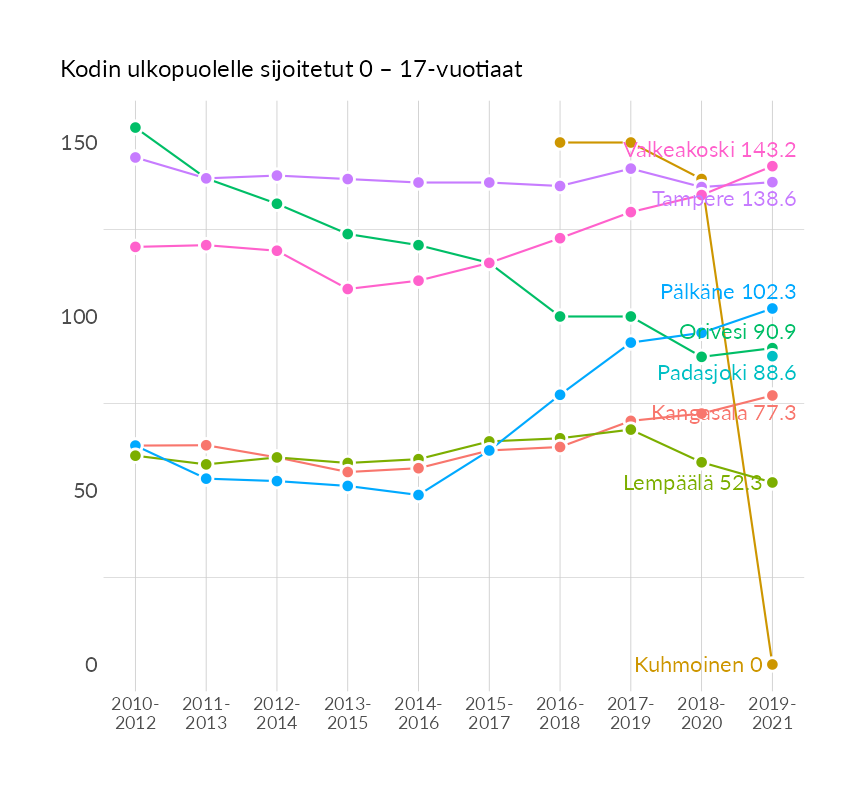 Kodin ulkopuolelle sijoitetut 0 – 17-vuotiaat
150
Valkeakoski 143.2
Tampere 138.6
Pälkäne 102.3
100
Orivesi 90.9
Padasjoki 88.6
Kangasala 77.3
50
Lempäälä 52.3
0
Kuhmoinen 0
2010- 2011- 2012- 2013- 2014- 2015- 2016- 2017- 2018- 2019-
2012 2013 2014 2015 2016 2017 2018 2019 2020 2021